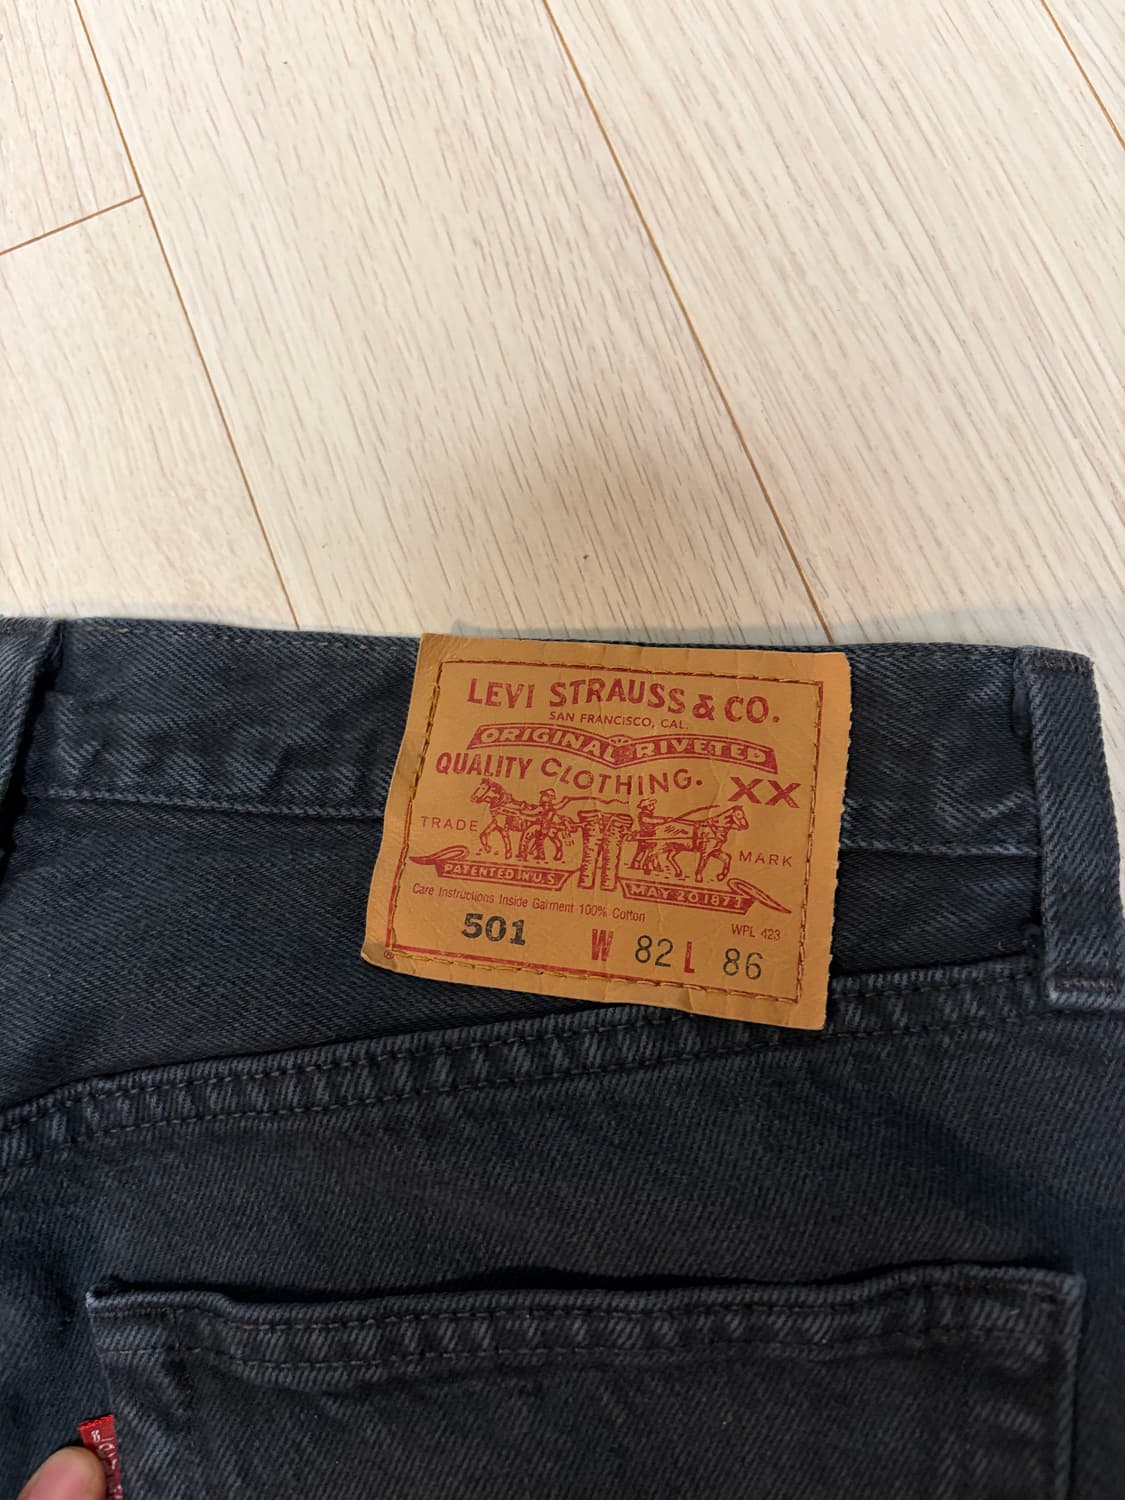 LEVI STRAUSS & CO.
SAN FRANCISCO, CAL.
ORIGINAL RIVETED
QUALITY CLOTHING. XX
TRADE MARK
PATENTED IN U.S. MAY 20 1873
Care Instructions Inside Garment 100% Cotton
WPL 423
501 W 82 L 86
®